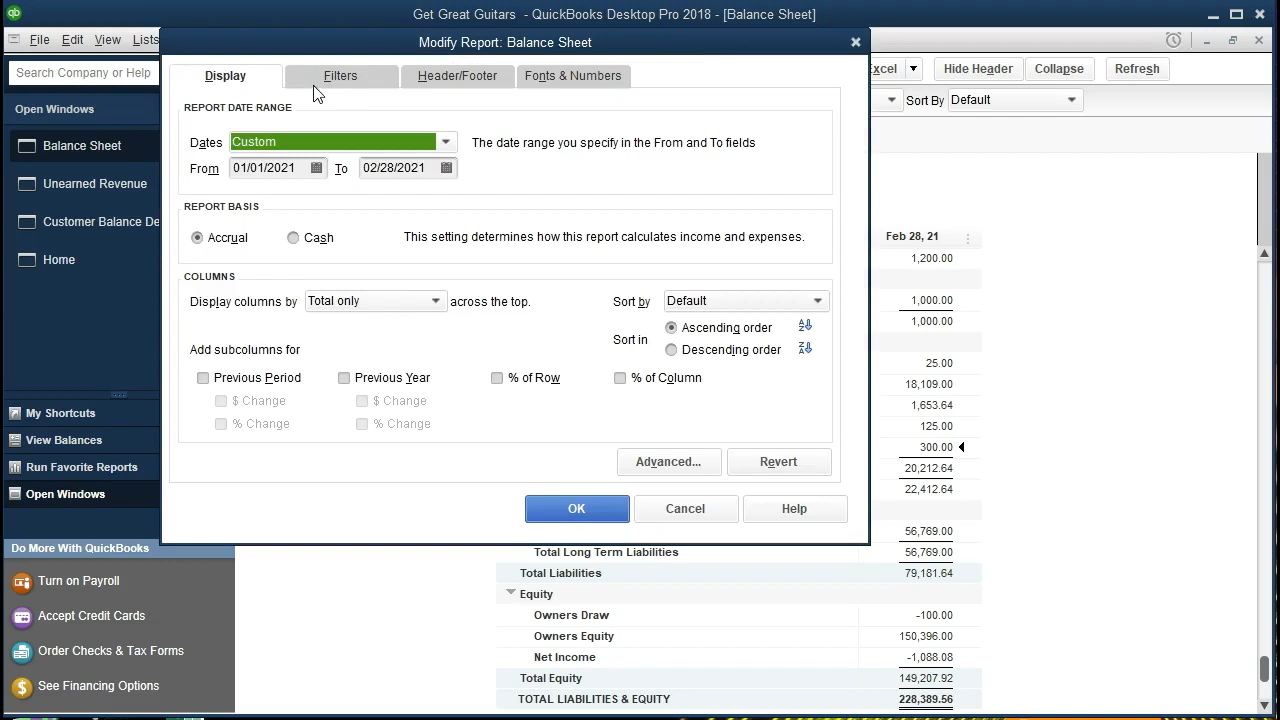 Get Great Guitars - QuickBooks Desktop Pro 2018 - [Balance Sheet]
File Edit View Lists
Modify Report: Balance Sheet
Search Company or Help
Display Filters Header/Footer Fonts & Numbers
Excel Hide Header Collapse Refresh
Sort By Default
Open Windows
Balance Sheet
Unearned Revenue
Customer Balance De
Home
REPORT DATE RANGE
Dates Custom The date range you specify in the From and To fields
From 01/01/2021 To 02/28/2021
REPORT BASIS
Accrual Cash This setting determines how this report calculates income and expenses.
COLUMNS
Display columns by Total only across the top.
Sort by Default
Sort in Ascending order
Descending order
Add subcolumns for
Previous Period Previous Year % of Row % of Column
$ Change $ Change
% Change % Change
Advanced... Revert
OK Cancel Help
My Shortcuts
View Balances
Run Favorite Reports
Open Windows
Do More With QuickBooks
Turn on Payroll
Accept Credit Cards
Order Checks & Tax Forms
See Financing Options
Feb 28, 21
1,200.00
1,000.00
1,000.00
25.00
18,109.00
1,653.64
125.00
300.00
20,212.64
22,412.64
56,769.00
Total Long Term Liabilities 56,769.00
Total Liabilities 79,181.64
Equity
Owners Draw -100.00
Owners Equity 150,396.00
Net Income -1,088.08
Total Equity 149,207.92
TOTAL LIABILITIES & EQUITY 228,389.56